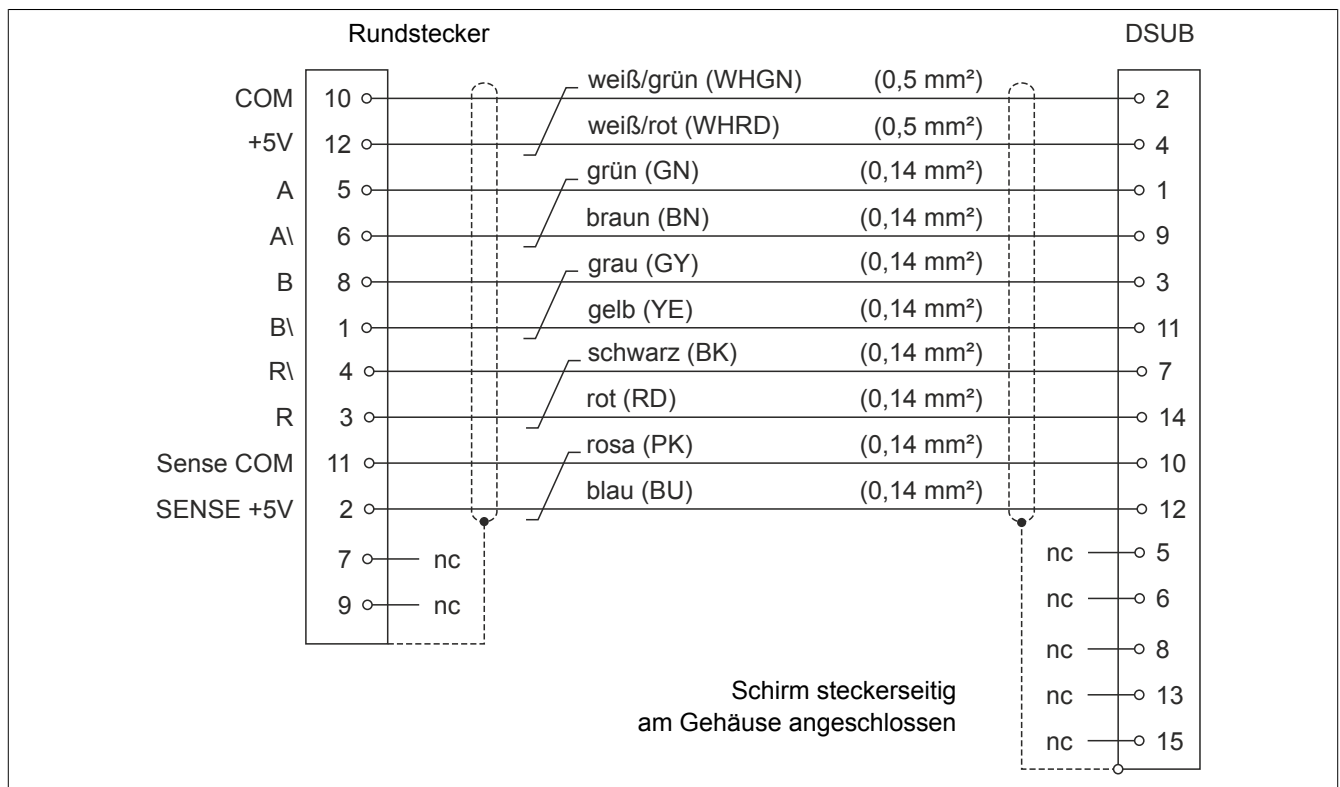 Rundstecker DSUB
COM 10 weiß/grün (WHGN) (0,5 mm²) 2
+5V 12 weiß/rot (WHRD) (0,5 mm²) 4
A 5 grün (GN) (0,14 mm²) 1
A\ 6 braun (BN) (0,14 mm²) 9
B 8 grau (GY) (0,14 mm²) 3
B\ 1 gelb (YE) (0,14 mm²) 11
R\ 4 schwarz (BK) (0,14 mm²) 7
R 3 rot (RD) (0,14 mm²) 14
Sense COM 11 rosa (PK) (0,14 mm²) 10
SENSE +5V 2 blau (BU) (0,14 mm²) 12
7 nc nc 5
9 nc nc 6
nc 8
Schirm steckerseitig nc 13
am Gehäuse angeschlossen
nc 15